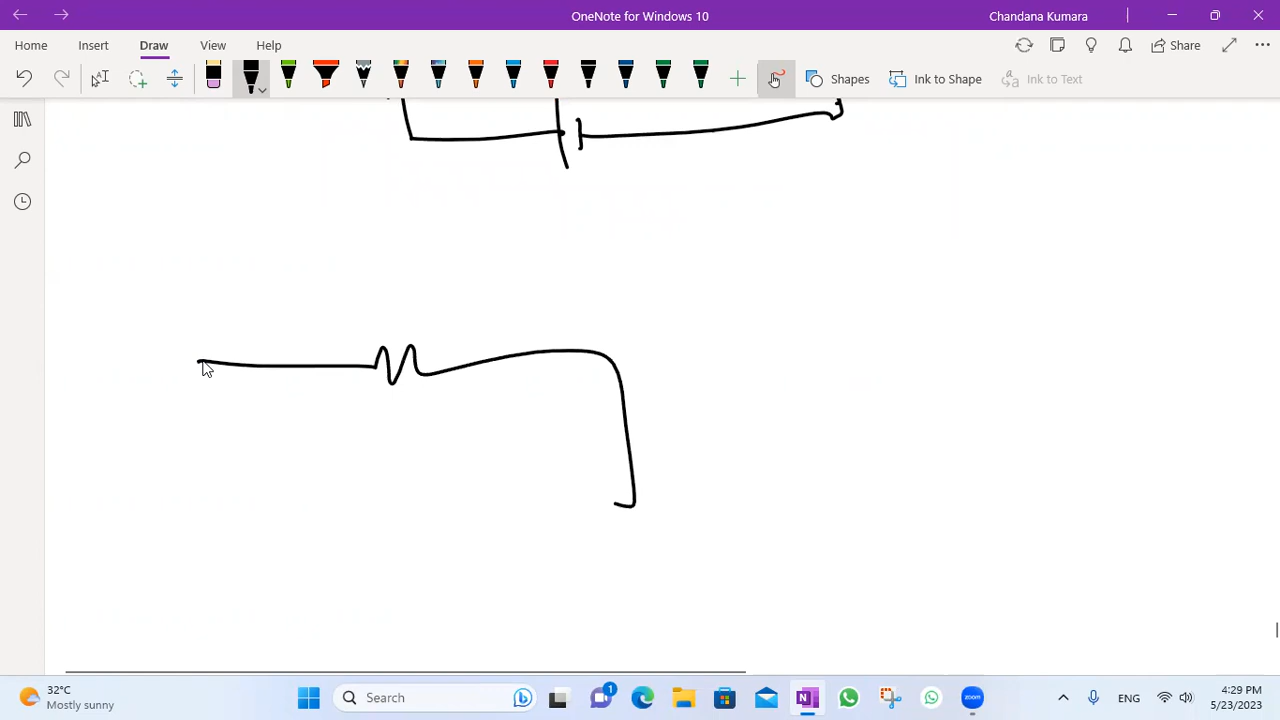 OneNote for Windows 10
Chandana Kumara
Home Insert Draw View Help
Share
Shapes
Ink to Shape
Ink to Text
32°C
Mostly sunny
Search
1
ENG
4:29 PM
5/23/2023